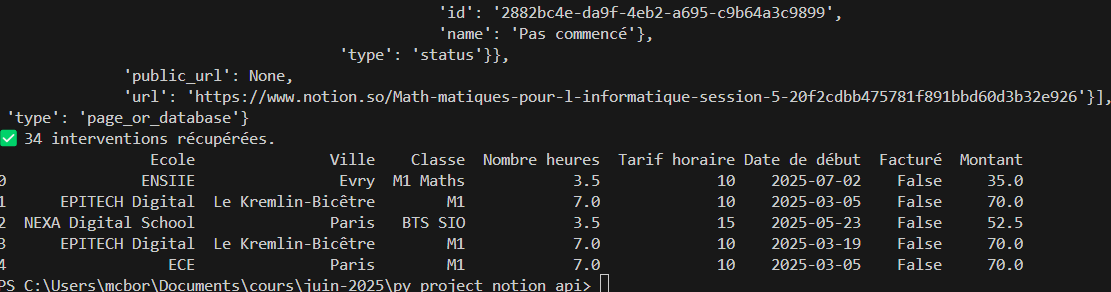 'id': '2882bc4e-da9f-4eb2-a695-c9b64a3c9899',
'name': 'Pas commencé'},
'type': 'status'}},
'public_url': None,
'url': 'https://www.notion.so/Math-matiques-pour-l-informatique-session-5-20f2cdbb475781f891bbd60d3b32e926'}],
'type': 'page_or_database'}
✅ 34 interventions récupérées.
Ecole Ville Classe Nombre heures Tarif horaire Date de début Facturé Montant
0 ENSIIE Evry M1 Maths 3.5 10 2025-07-02 False 35.0
1 EPITECH Digital Le Kremlin-Bicêtre M1 7.0 10 2025-03-05 False 70.0
2 NEXA Digital School Paris BTS SIO 3.5 15 2025-05-23 False 52.5
3 EPITECH Digital Le Kremlin-Bicêtre M1 7.0 10 2025-03-19 False 70.0
4 ECE Paris M1 7.0 10 2025-03-05 False 70.0
PS C:\Users\mcbor\Documents\cours\juin-2025\py_project_notion_api>